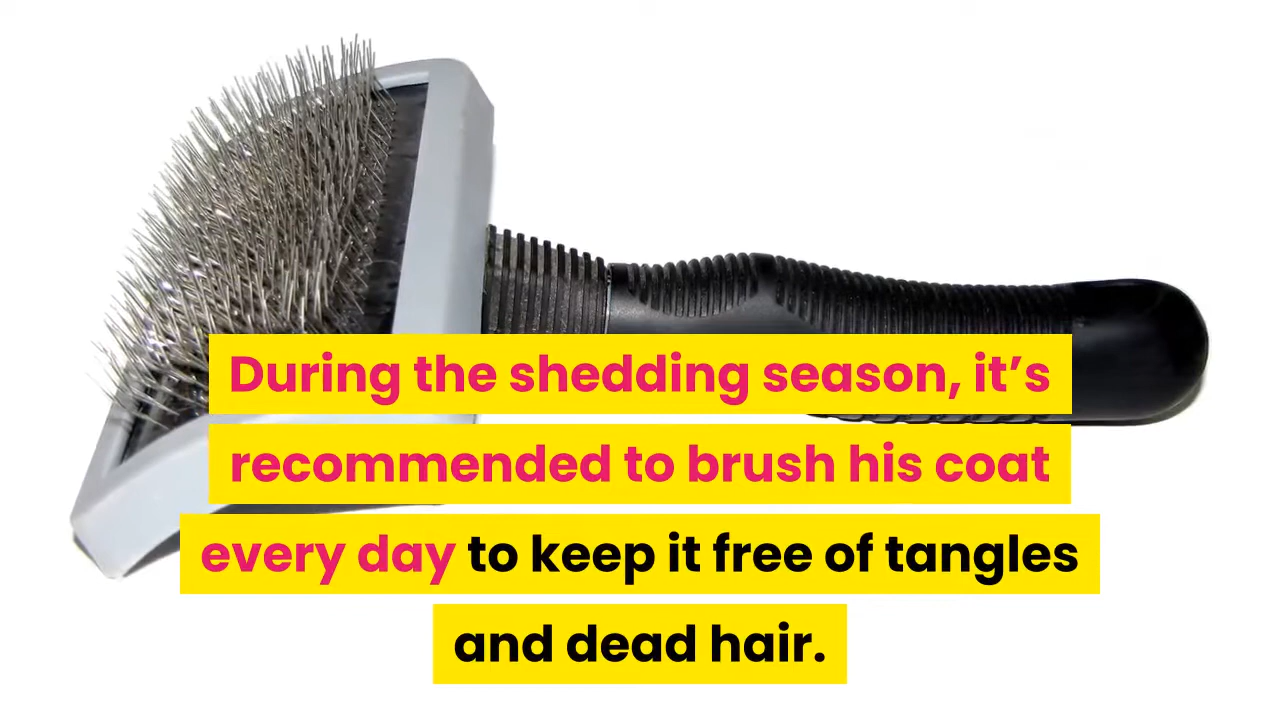 During the shedding season, it’s
recommended to brush his coat
every day to keep it free of tangles
and dead hair.